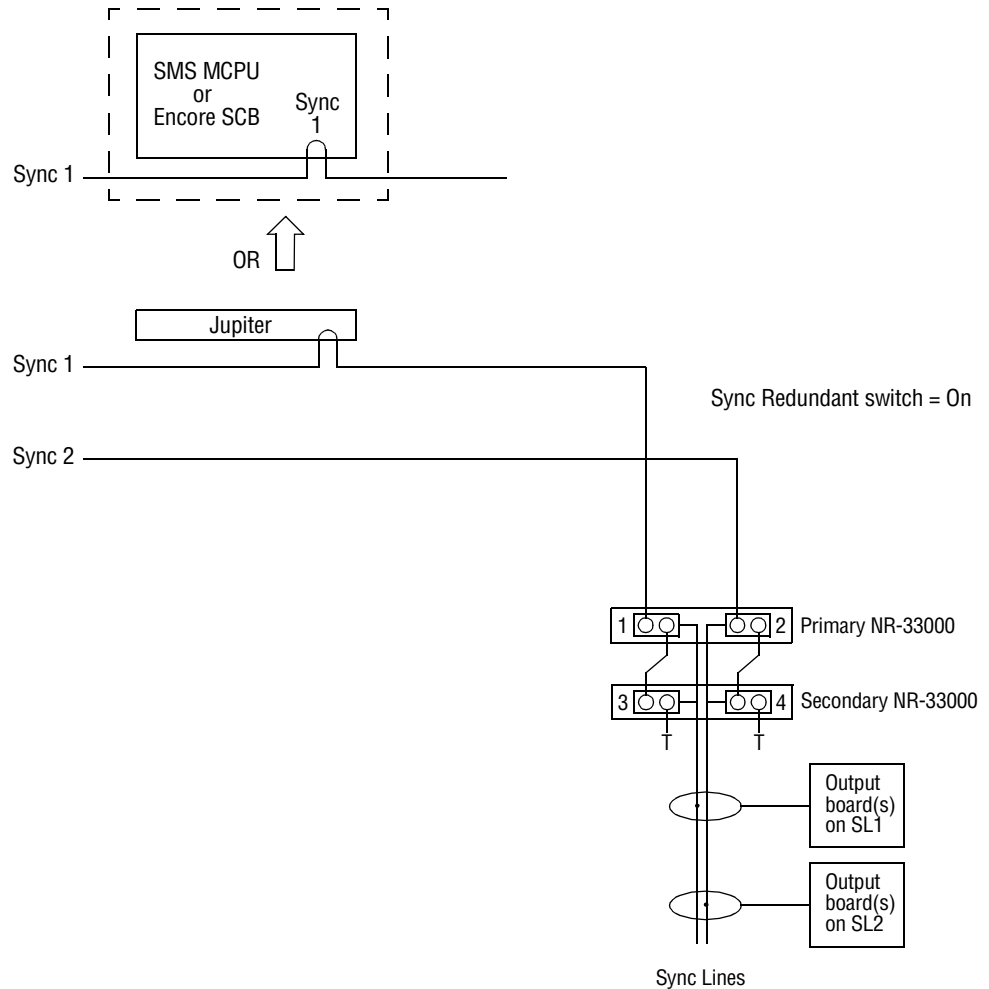 SMS MCPU
or
Encore SCB
Sync
1
Sync 1
OR
Jupiter
Sync 1
Sync Redundant switch = On
Sync 2
1
2
Primary NR-33000
3
4
Secondary NR-33000
T
T
Output
board(s)
on SL1
Output
board(s)
on SL2
Sync Lines